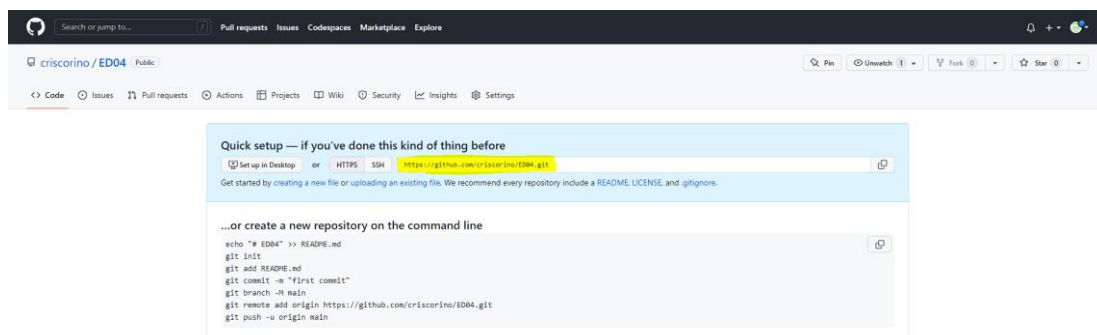 Search or jump to... / Pull requests Issues Codespaces Marketplace Explore
criscorino / ED04 Public
Pin Unwatch 1 Fork 0 Star 0
Code Issues Pull requests Actions Projects Wiki Security Insights Settings
Quick setup — if you've done this kind of thing before
Set up in Desktop or HTTPS SSH https://github.com/criscorino/ED04.git
Get started by creating a new file or uploading an existing file. We recommend every repository include a README, LICENSE, and .gitignore.
...or create a new repository on the command line
echo "# ED04" >> README.md
git init
git add README.md
git commit -m "first commit"
git branch -M main
git remote add origin https://github.com/criscorino/ED04.git
git push -u origin main